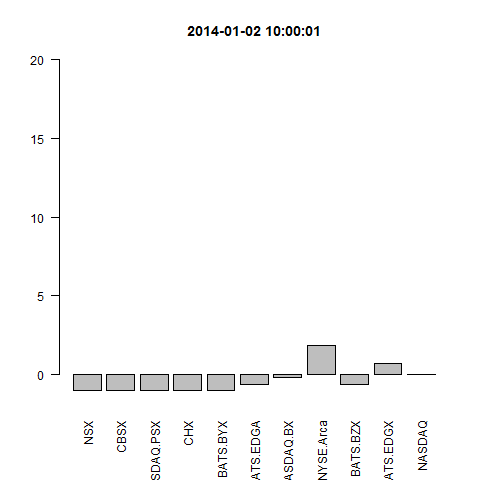 2014-01-02 10:00:01
20
15
10
5
0
NSX
CBSX
SDAQ.PSX
CHX
BATS.BYX
ATS.EDGA
ASDAQ.BX
NYSE.Arca
BATS.BZX
ATS.EDGX
NASDAQ